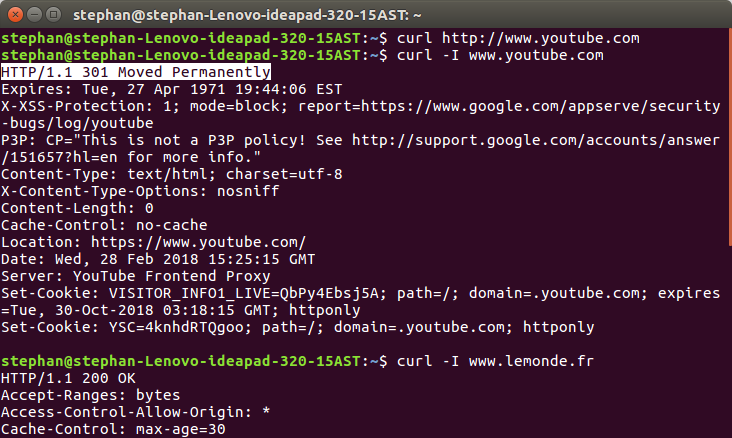 stephan@stephan-Lenovo-ideapad-320-15AST: ~
stephan@stephan-Lenovo-ideapad-320-15AST:~$ curl http://www.youtube.com
stephan@stephan-Lenovo-ideapad-320-15AST:~$ curl -I www.youtube.com
HTTP/1.1 301 Moved Permanently
Expires: Tue, 27 Apr 1971 19:44:06 EST
X-XSS-Protection: 1; mode=block; report=https://www.google.com/appserve/security
-bugs/log/youtube
P3P: CP="This is not a P3P policy! See http://support.google.com/accounts/answer
/151657?hl=en for more info."
Content-Type: text/html; charset=utf-8
X-Content-Type-Options: nosniff
Content-Length: 0
Cache-Control: no-cache
Location: https://www.youtube.com/
Date: Wed, 28 Feb 2018 15:25:15 GMT
Server: YouTube Frontend Proxy
Set-Cookie: VISITOR_INFO1_LIVE=QbPy4Ebsj5A; path=/; domain=.youtube.com; expires
=Tue, 30-Oct-2018 03:18:15 GMT; httponly
Set-Cookie: YSC=4knhdRTQgoo; path=/; domain=.youtube.com; httponly
stephan@stephan-Lenovo-ideapad-320-15AST:~$ curl -I www.lemonde.fr
HTTP/1.1 200 OK
Accept-Ranges: bytes
Access-Control-Allow-Origin: *
Cache-Control: max-age=30